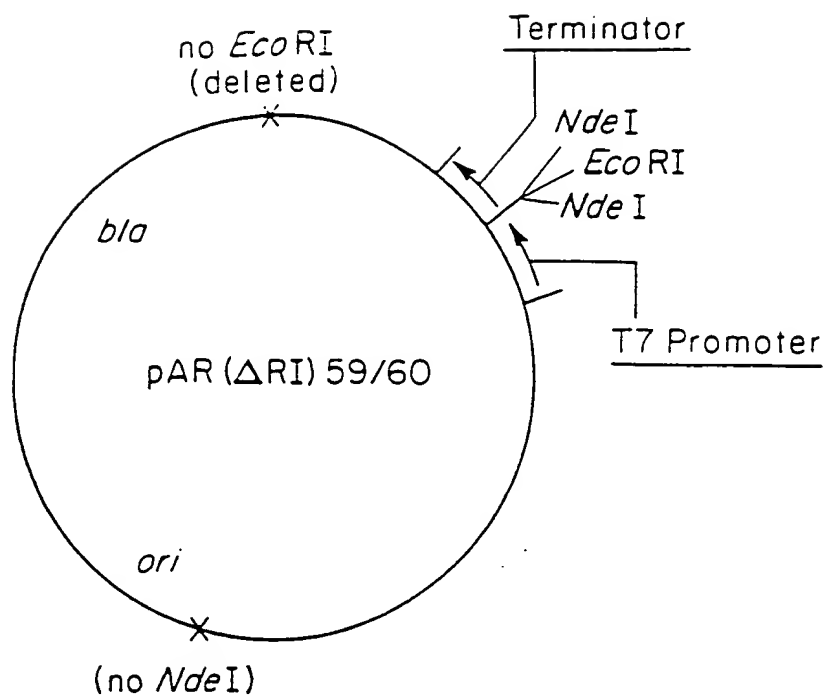 Terminator
no EcoRI
(deleted)
NdeI
EcoRI
NdeI
bla
T7 Promoter
pAR(ΔRI)59/60
ori
(no NdeI)